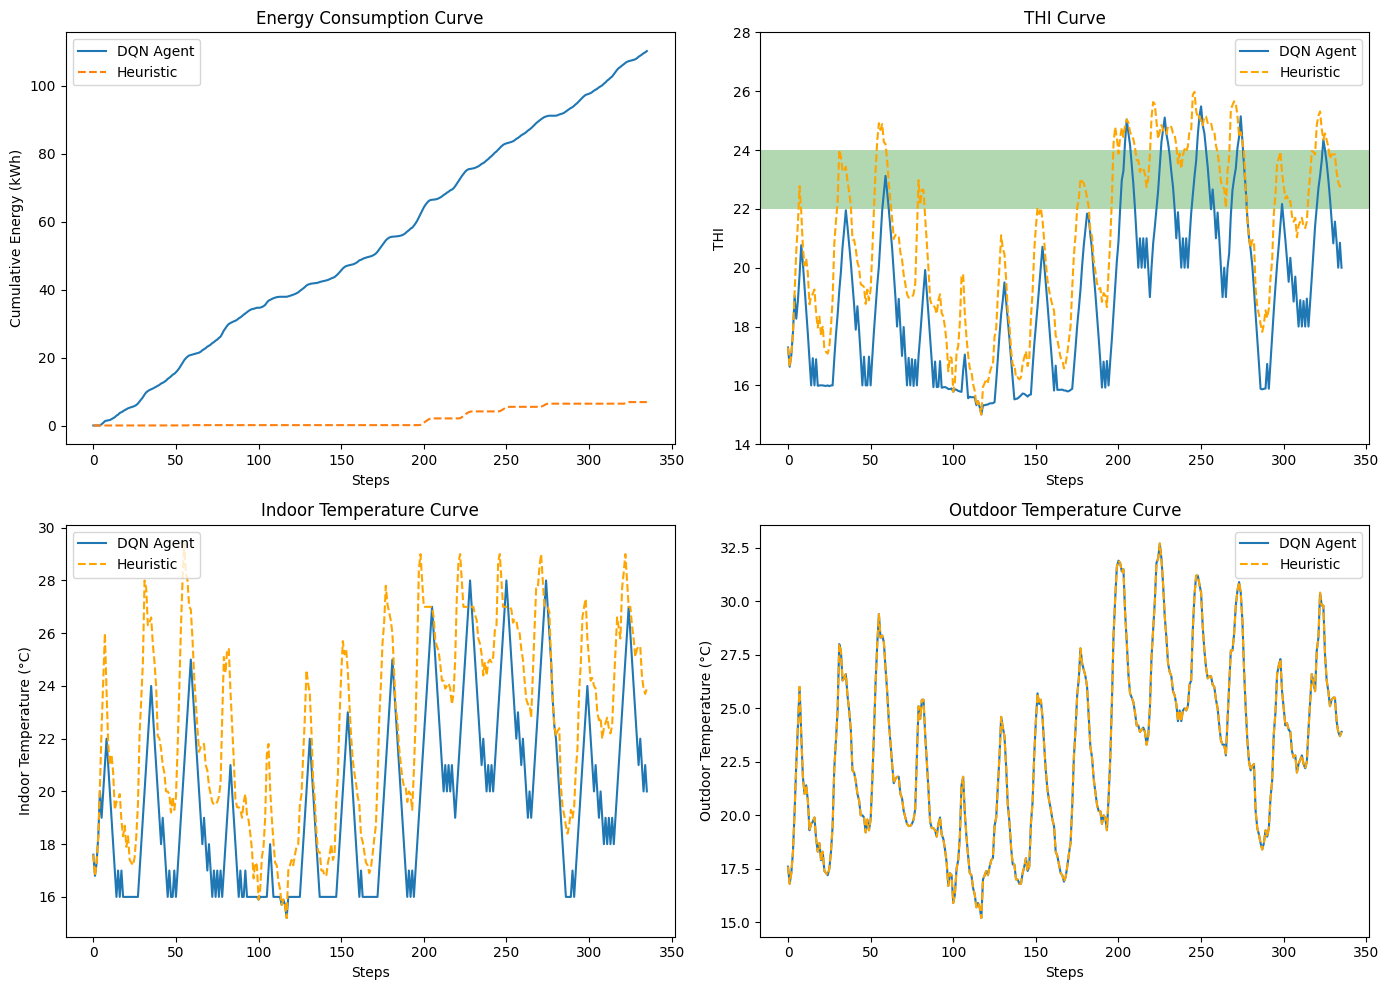 Energy Consumption Curve
DQN Agent
Heuristic
Cumulative Energy (kWh)
100
80
60
40
20
0
0 50 100 150 200 250 300 350
Steps
THI Curve
DQN Agent
Heuristic
THI
28
26
24
22
20
18
16
14
0 50 100 150 200 250 300 350
Steps
Indoor Temperature Curve
DQN Agent
Heuristic
Indoor Temperature (°C)
30
28
26
24
22
20
18
16
0 50 100 150 200 250 300 350
Steps
Outdoor Temperature Curve
DQN Agent
Heuristic
Outdoor Temperature (°C)
32.5
30.0
27.5
25.0
22.5
20.0
17.5
15.0
0 50 100 150 200 250 300 350
Steps